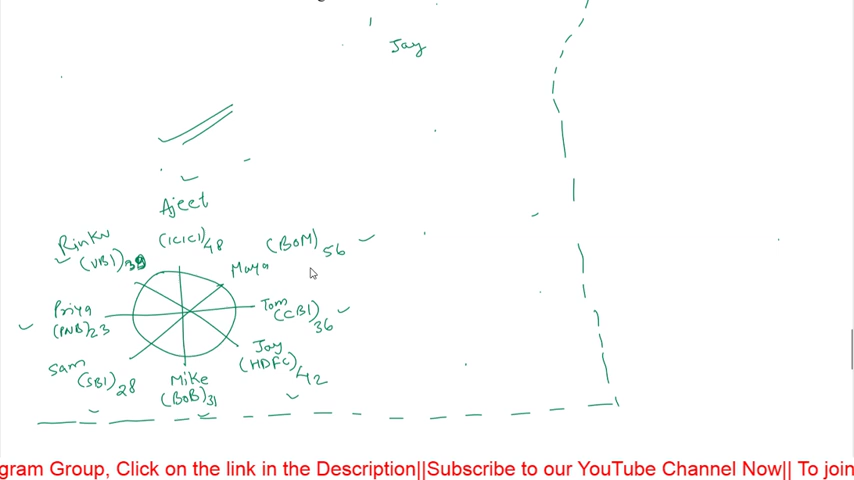 Jay
Ajeet
(ICICI) 48
Rinku
(UBI) 39
(BOM) 56
Maya
Priya
(PNB) 23
Tom
(CBI) 36
Jay
(HDFC) 42
Sam
(SBI) 28
Mike
(BOB) 31
gram Group, Click on the link in the Description||Subscribe to our YouTube Channel Now|| To join